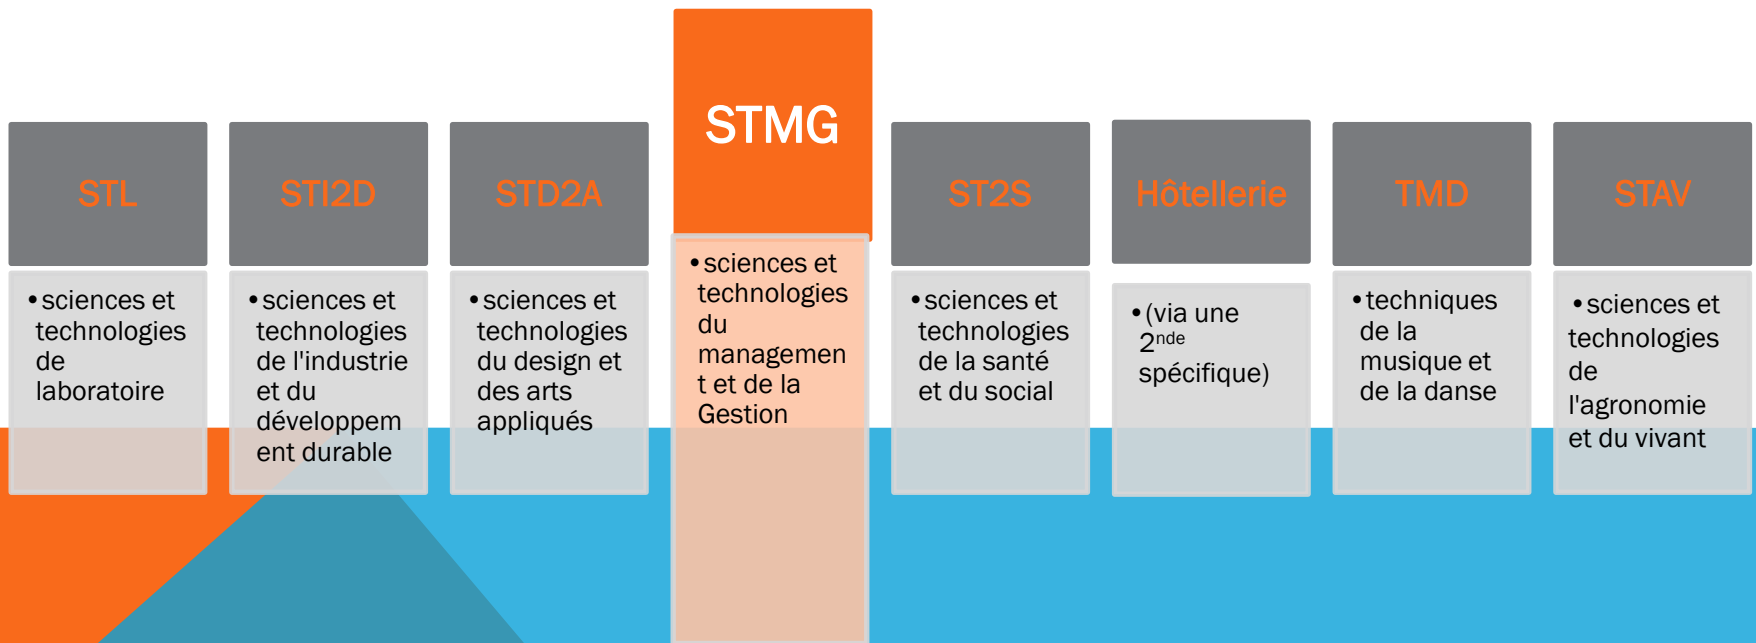 STL
• sciences et
technologies
de
laboratoire
STI2D
• sciences et
technologies
de l'industrie
et du
développem
ent durable
STD2A
• sciences et
technologies
du design et
des arts
appliqués
STMG
• sciences et
technologies
du
managemen
t et de la
Gestion
ST2S
• sciences et
technologies
de la santé
et du social
Hôtellerie
• (via une
2nde
spécifique)
TMD
• techniques
de la
musique et
de la danse
STAV
• sciences et
technologies
de
l'agronomie
et du vivant